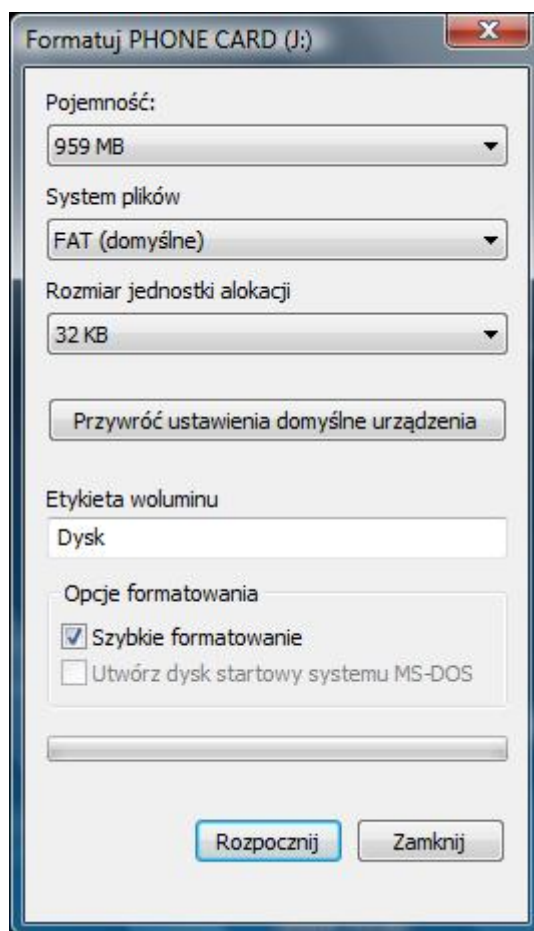 Formatuj PHONE CARD (J:)
Pojemność:
959 MB
System plików
FAT (domyślne)
Rozmiar jednostki alokacji
32 KB
Przywróć ustawienia domyślne urządzenia
Etykieta woluminu
Dysk
Opcje formatowania
Szybkie formatowanie
Utwórz dysk startowy systemu MS-DOS
Rozpocznij
Zamknij